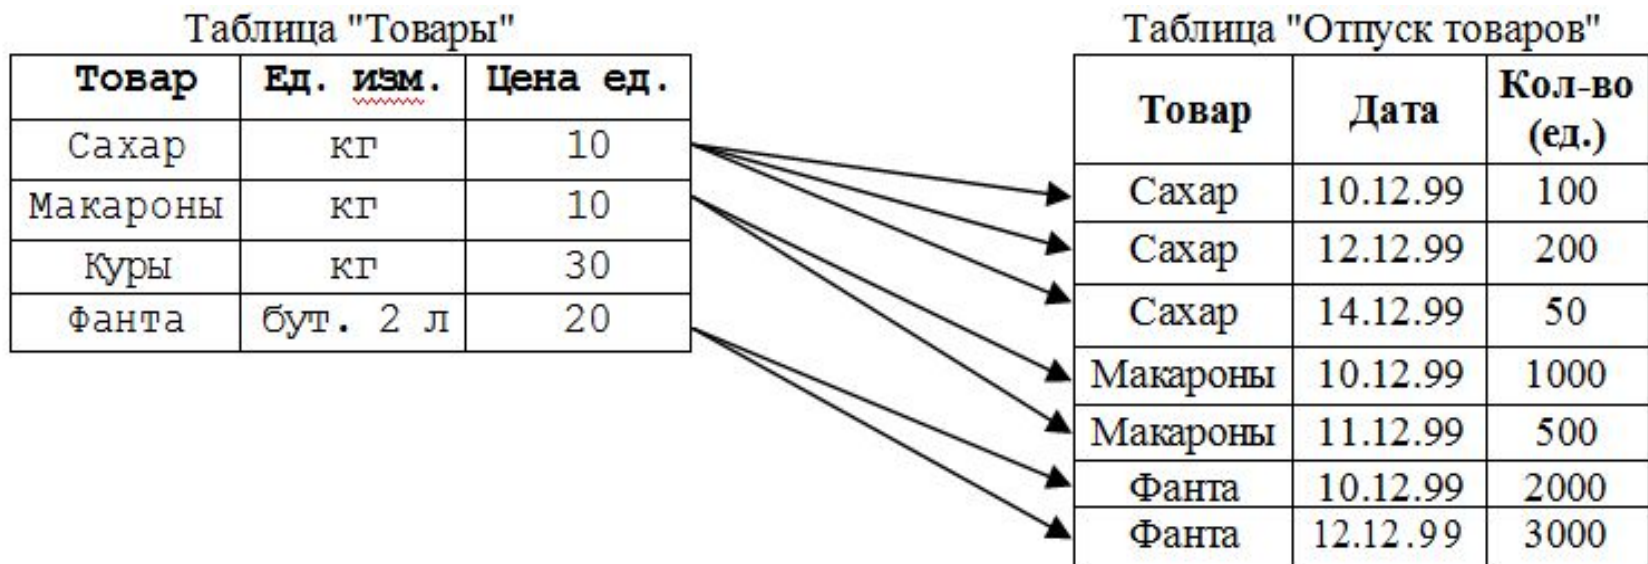 Таблица "Товары"
Товар Ед. изм. Цена ед.
Сахар кг 10
Макароны кг 10
Куры кг 30
Фанта бут. 2 л 20
Таблица "Отпуск товаров"
Товар Дата Кол-во
(ед.)
Сахар 10.12.99 100
Сахар 12.12.99 200
Сахар 14.12.99 50
Макароны 10.12.99 1000
Макароны 11.12.99 500
Фанта 10.12.99 2000
Фанта 12.12.99 3000